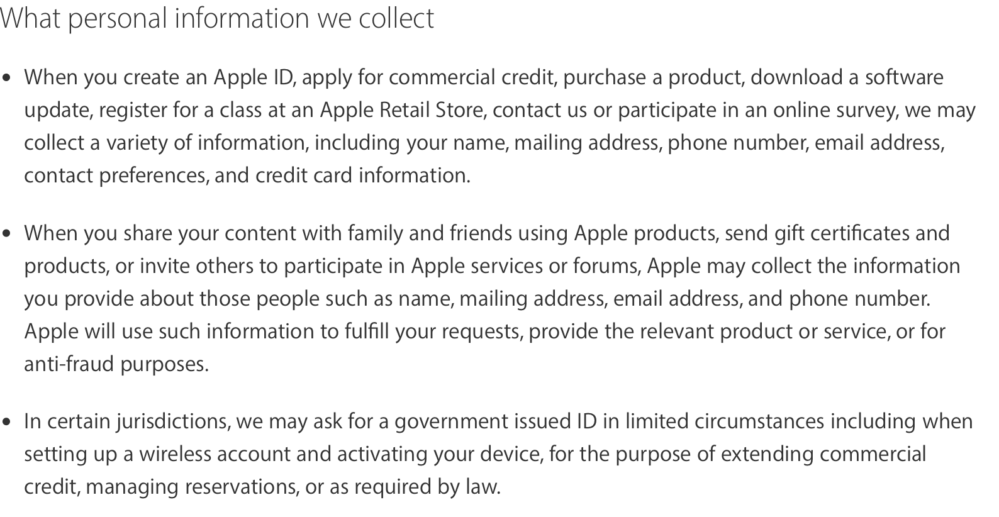 What personal information we collect
• When you create an Apple ID, apply for commercial credit, purchase a product, download a software
update, register for a class at an Apple Retail Store, contact us or participate in an online survey, we may
collect a variety of information, including your name, mailing address, phone number, email address,
contact preferences, and credit card information.
• When you share your content with family and friends using Apple products, send gift certificates and
products, or invite others to participate in Apple services or forums, Apple may collect the information
you provide about those people such as name, mailing address, email address, and phone number.
Apple will use such information to fulfill your requests, provide the relevant product or service, or for
anti-fraud purposes.
• In certain jurisdictions, we may ask for a government issued ID in limited circumstances including when
setting up a wireless account and activating your device, for the purpose of extending commercial
credit, managing reservations, or as required by law.